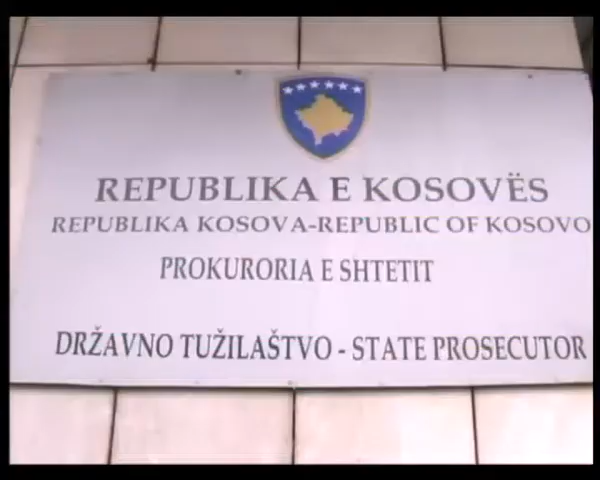 REPUBLIKA E KOSOVËS
REPUBLIKA KOSOVA-REPUBLIC OF KOSOVO
PROKURORIA E SHTETIT
DRŽAVNO TUŽILAŠTVO - STATE PROSECUTOR